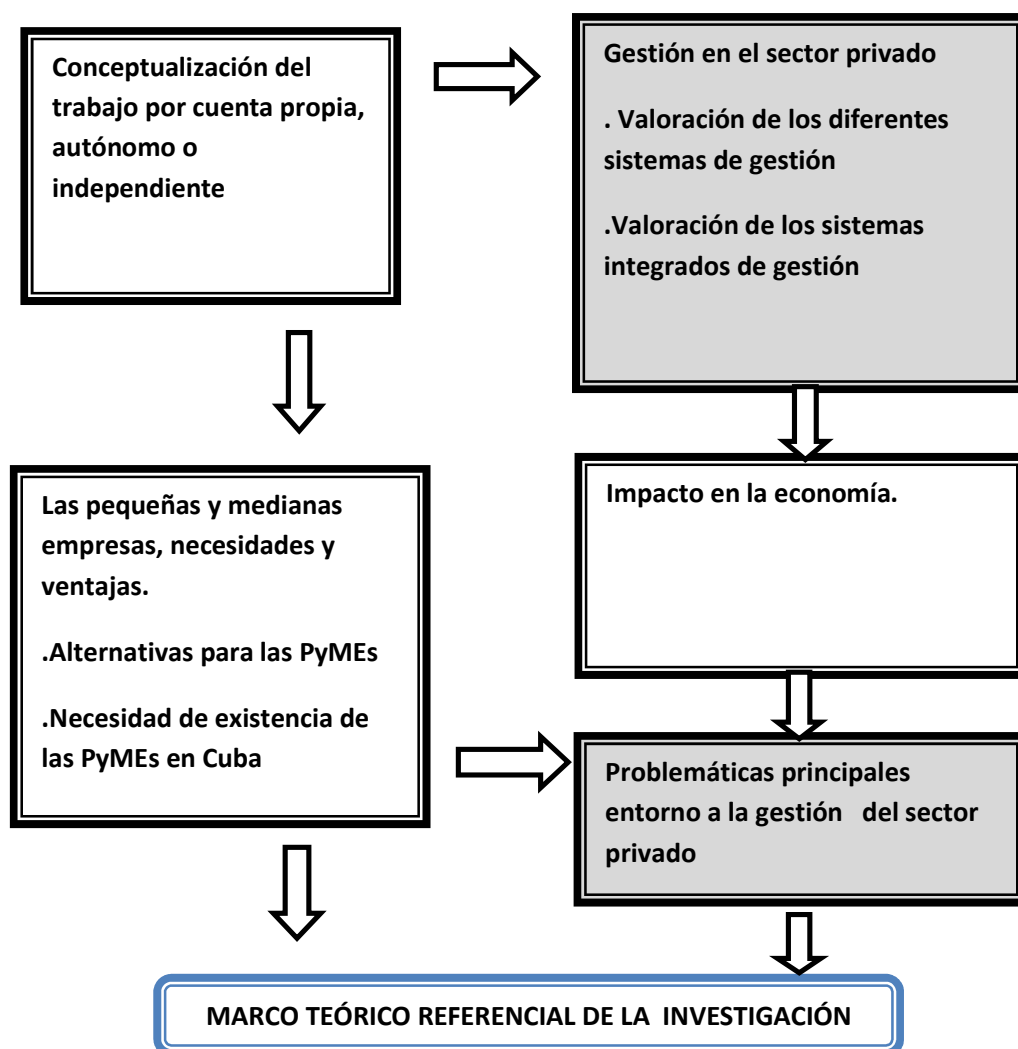 Conceptualización del
trabajo por cuenta propia,
autónomo o
independiente
Gestión en el sector privado
. Valoración de los diferentes
sistemas de gestión
.Valoración de los sistemas
integrados de gestión
Las pequeñas y medianas
empresas, necesidades y
ventajas.
.Alternativas para las PyMEs
.Necesidad de existencia de
las PyMEs en Cuba
Impacto en la economía.
Problemáticas principales
entorno a la gestión del sector
privado
MARCO TEÓRICO REFERENCIAL DE LA INVESTIGACIÓN